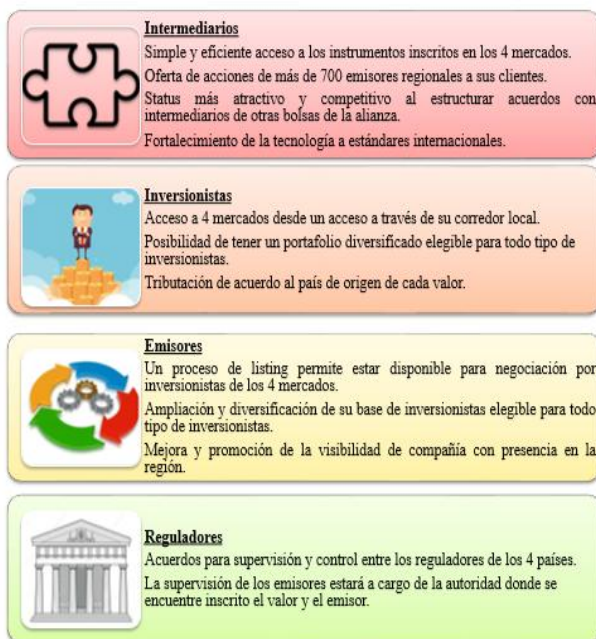 Intermediarios
Simple y eficiente acceso a los instrumentos inscritos en los 4 mercados.
Oferta de acciones de más de 700 emisores regionales a sus clientes.
Status más atractivo y competitivo al estructurar acuerdos con
intermediarios de otras bolsas de la alianza.
Fortalecimiento de la tecnología a estándares internacionales.
Inversionistas
Acceso a 4 mercados desde un acceso a través de su corredor local.
Posibilidad de tener un portafolio diversificado elegible para todo tipo de
inversionistas.
Tributación de acuerdo al país de origen de cada valor.
Emisores
Un proceso de listing permite estar disponible para negociación por
inversionistas de los 4 mercados.
Ampliación y diversificación de su base de inversionistas elegible para todo
tipo de inversionistas.
Mejora y promoción de la visibilidad de compañía con presencia en la
región.
Reguladores
Acuerdos para supervisión y control entre los reguladores de los 4 países.
La supervisión de los emisores estará a cargo de la autoridad donde se
encuentre inscrito el valor y el emisor.